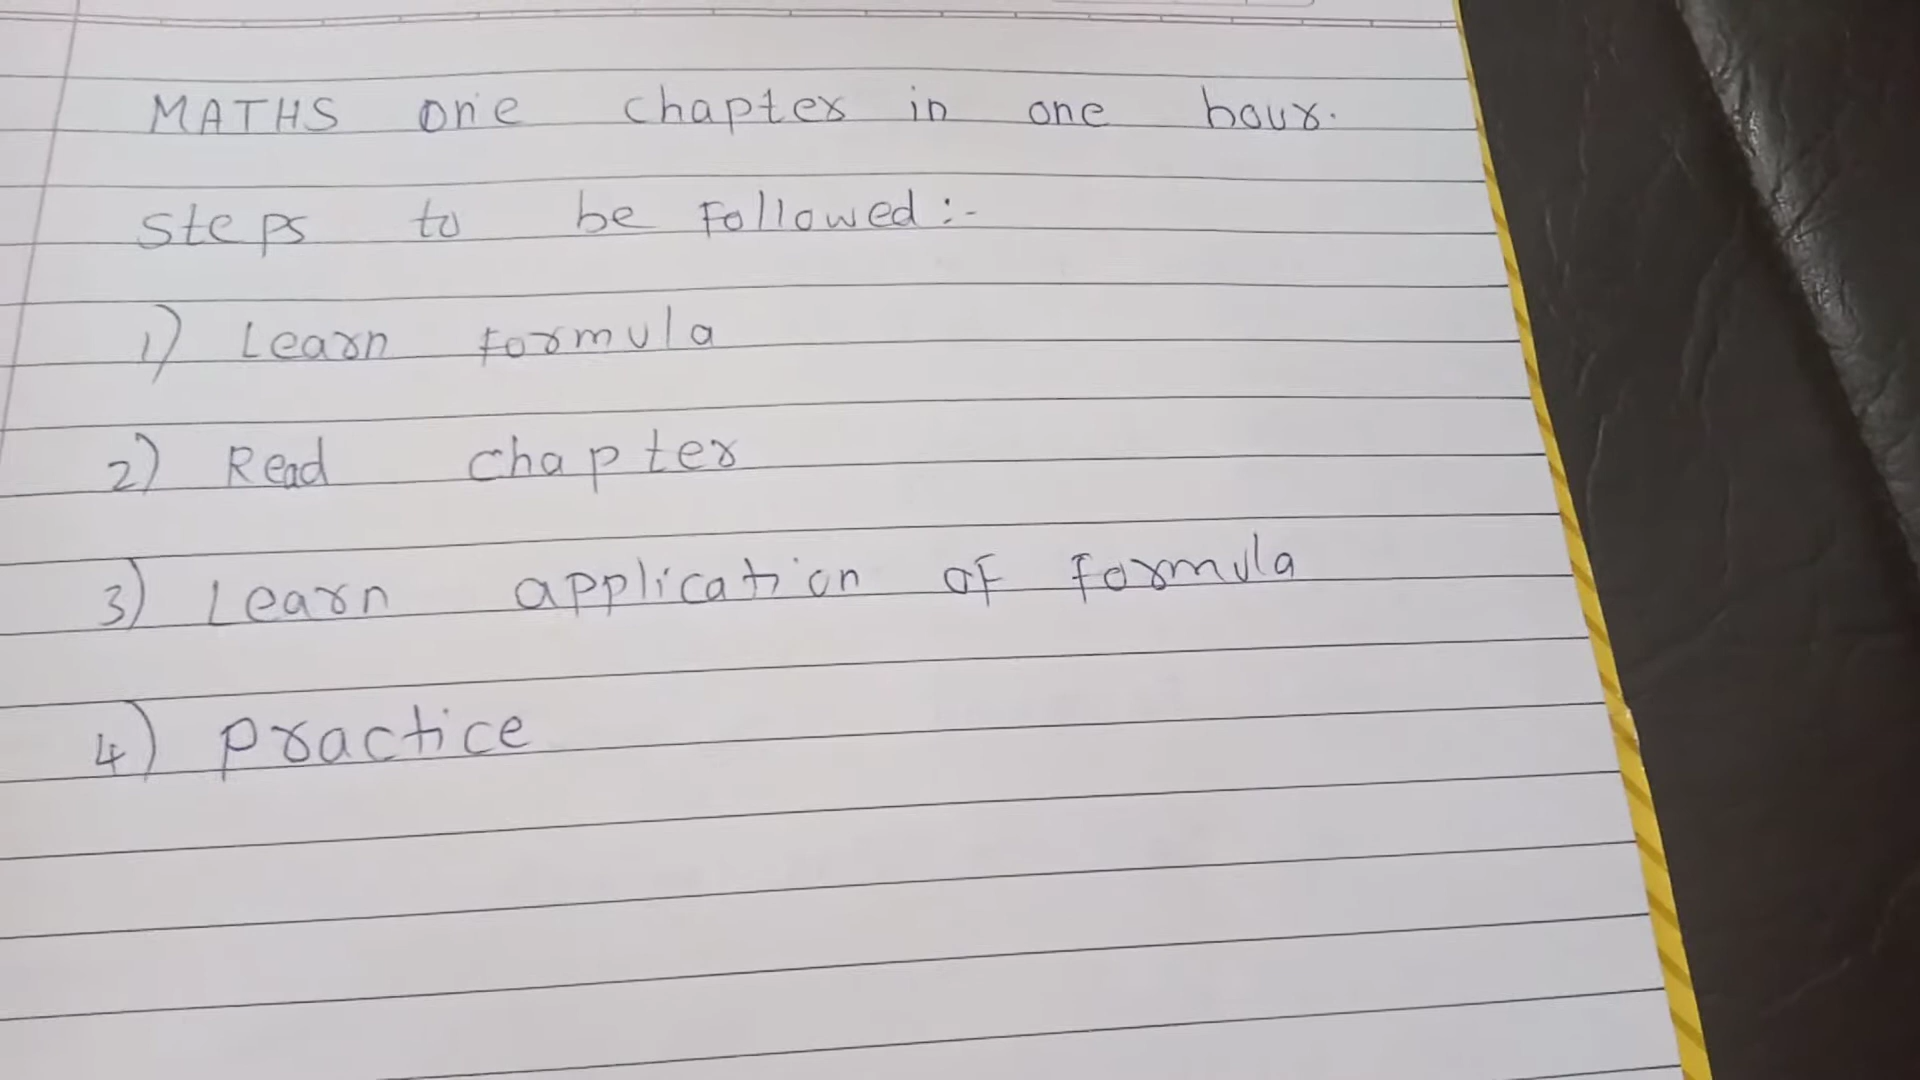 MATHS one chapter in one hour.
steps to be Followed :-
1) Learn formula
2) Read chapter
3) Learn application of formula
4) practice